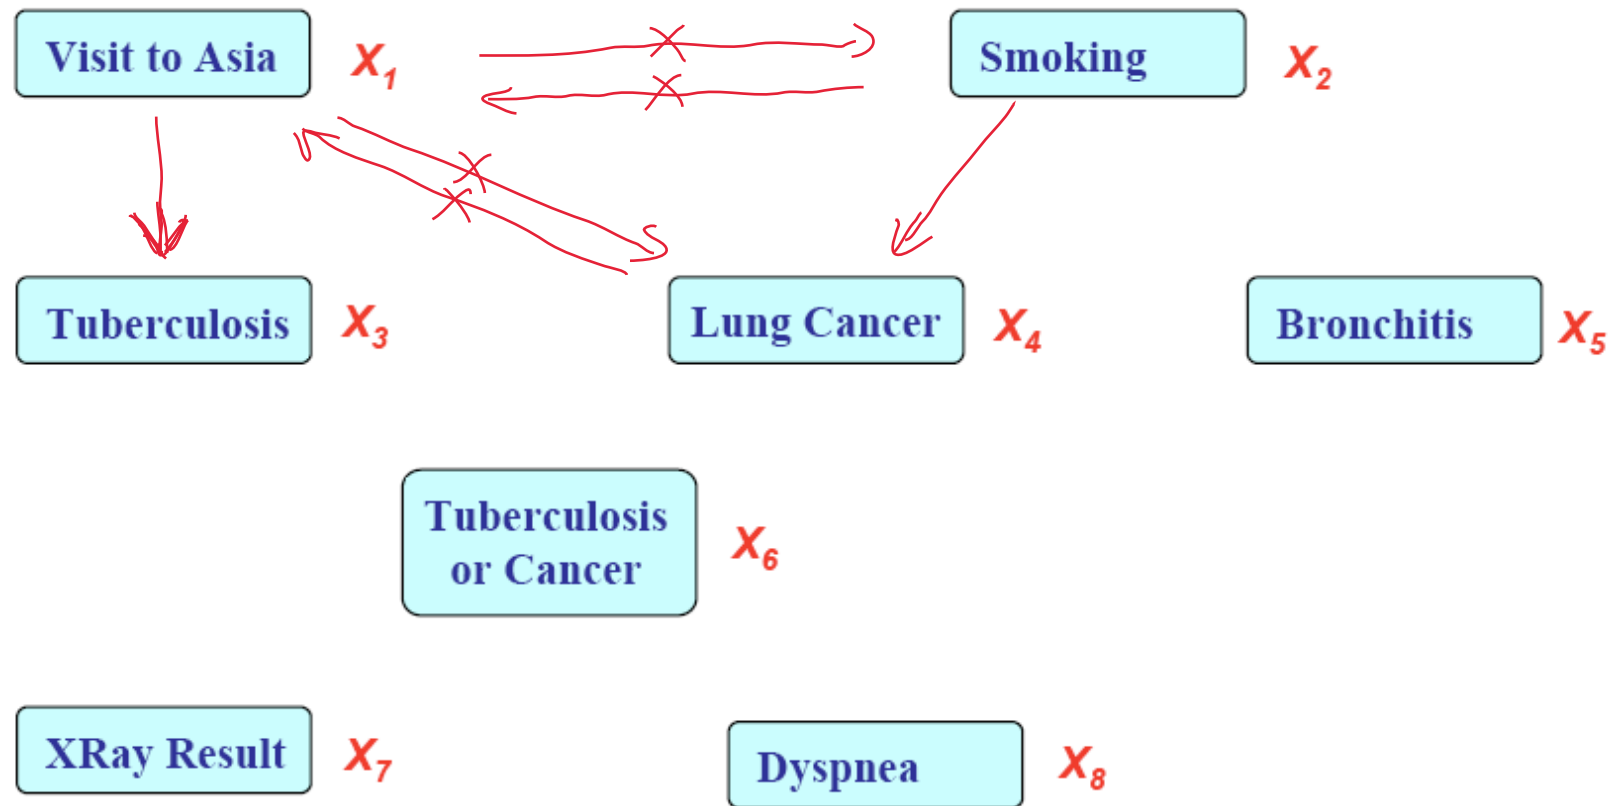 Visit to Asia X1 Smoking X2
Tuberculosis X3 Lung Cancer X4 Bronchitis X5
Tuberculosis
or Cancer
X6
XRay Result X7 Dyspnea X8